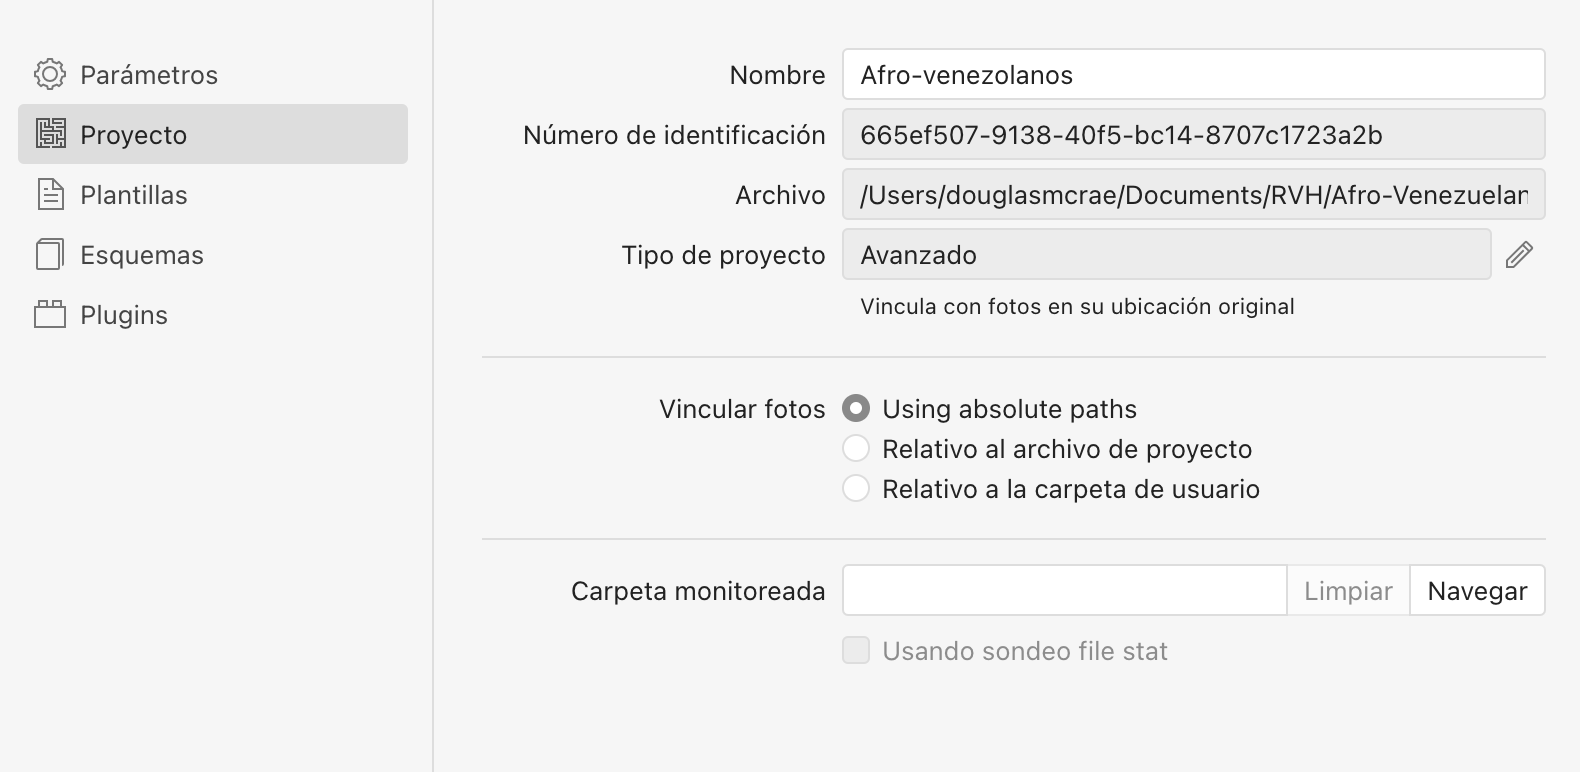 Parámetros
Proyecto
Plantillas
Esquemas
Plugins
Nombre Afro-venezolanos
Número de identificación 665ef507-9138-40f5-bc14-8707c1723a2b
Archivo /Users/douglasmcrae/Documents/RVH/Afro-Venezuelan
Tipo de proyecto Avanzado
Vincula con fotos en su ubicación original
Vincular fotos Using absolute paths
Relativo al archivo de proyecto
Relativo a la carpeta de usuario
Carpeta monitoreada Limpiar Navegar
Usando sondeo file stat